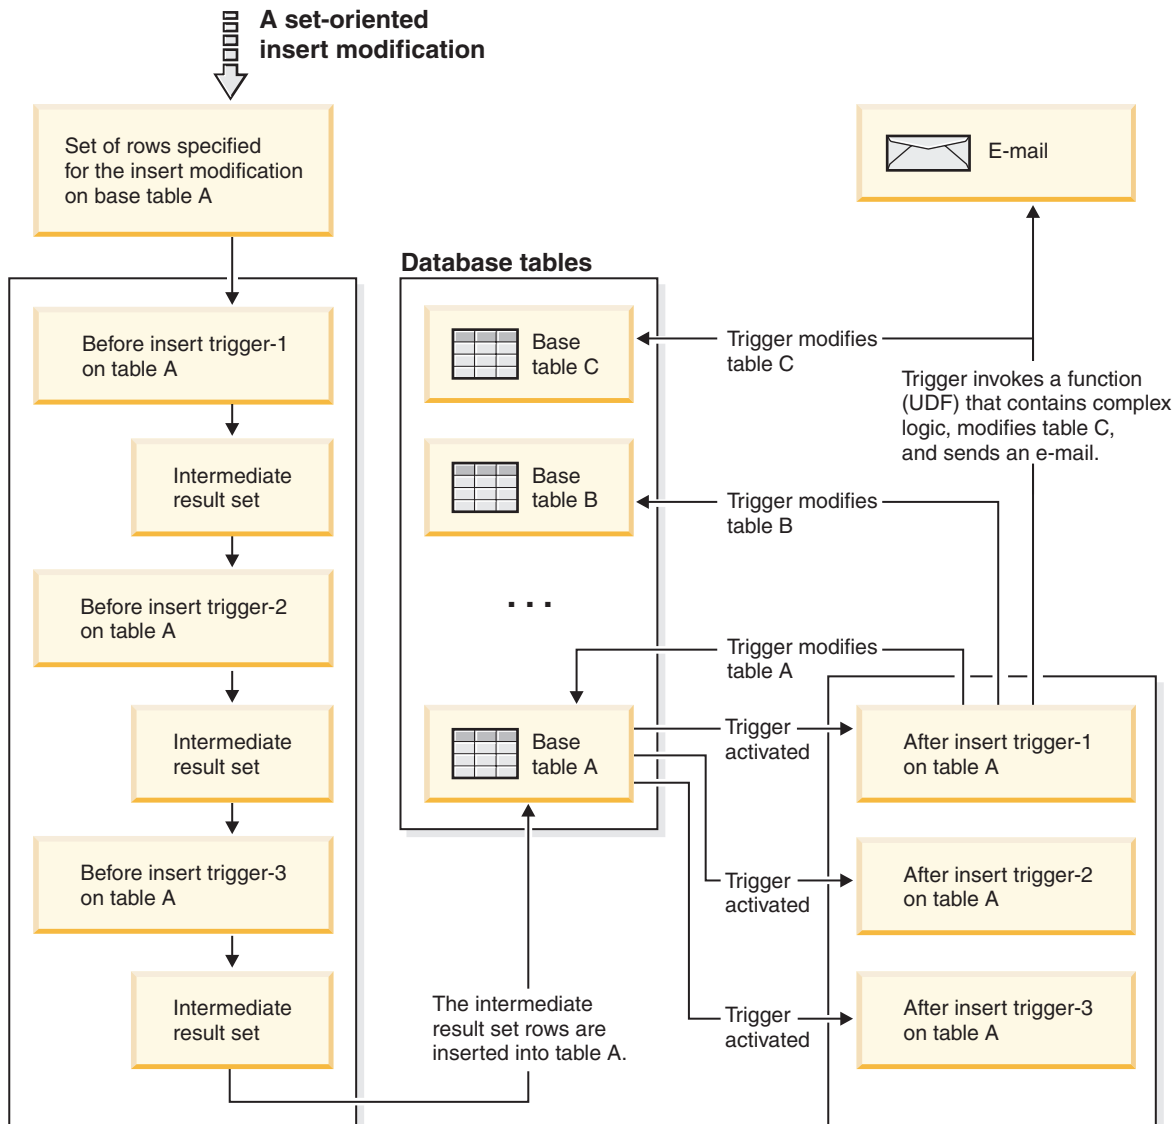 A set-oriented
insert modification
Set of rows specified
for the insert modification
on base table A
E-mail
Database tables
Before insert trigger-1
on table A
Intermediate
result set
Before insert trigger-2
on table A
Intermediate
result set
Before insert trigger-3
on table A
Intermediate
result set
Base
table C
Base
table B
...
Base
table A
The intermediate
result set rows are
inserted into table A.
Trigger modifies
table C
Trigger invokes a function
(UDF) that contains complex
logic, modifies table C,
and sends an e-mail.
Trigger modifies
table B
Trigger modifies
table A
Trigger
activated
Trigger
activated
Trigger
activated
After insert trigger-1
on table A
After insert trigger-2
on table A
After insert trigger-3
on table A